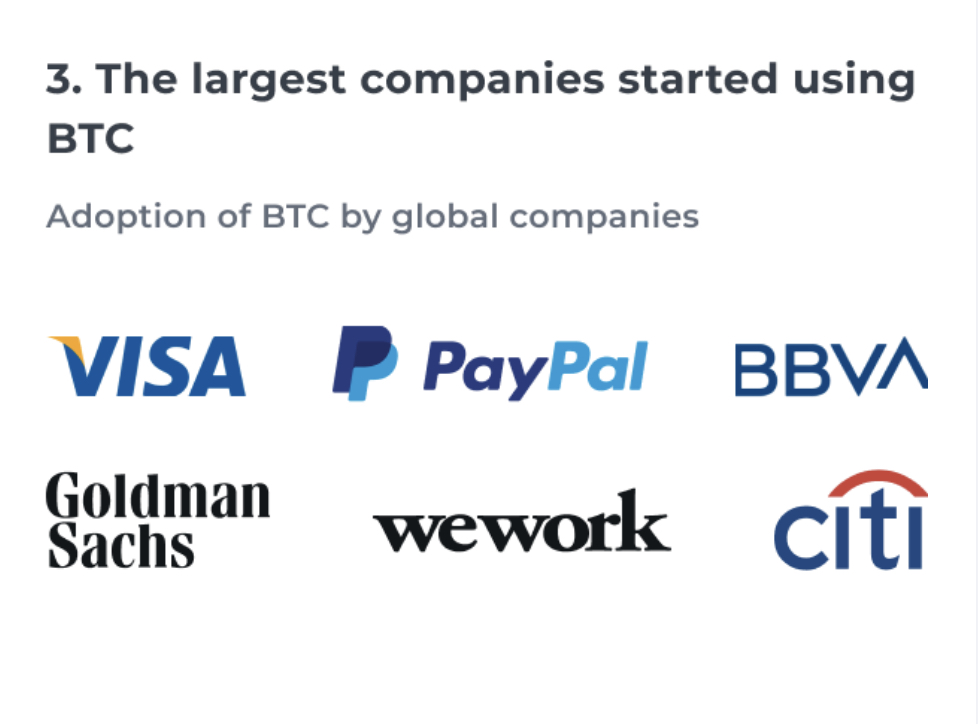 3. The largest companies started using
BTC
Adoption of BTC by global companies
VISA PayPal BBVA
Goldman
Sachs
wework
citi